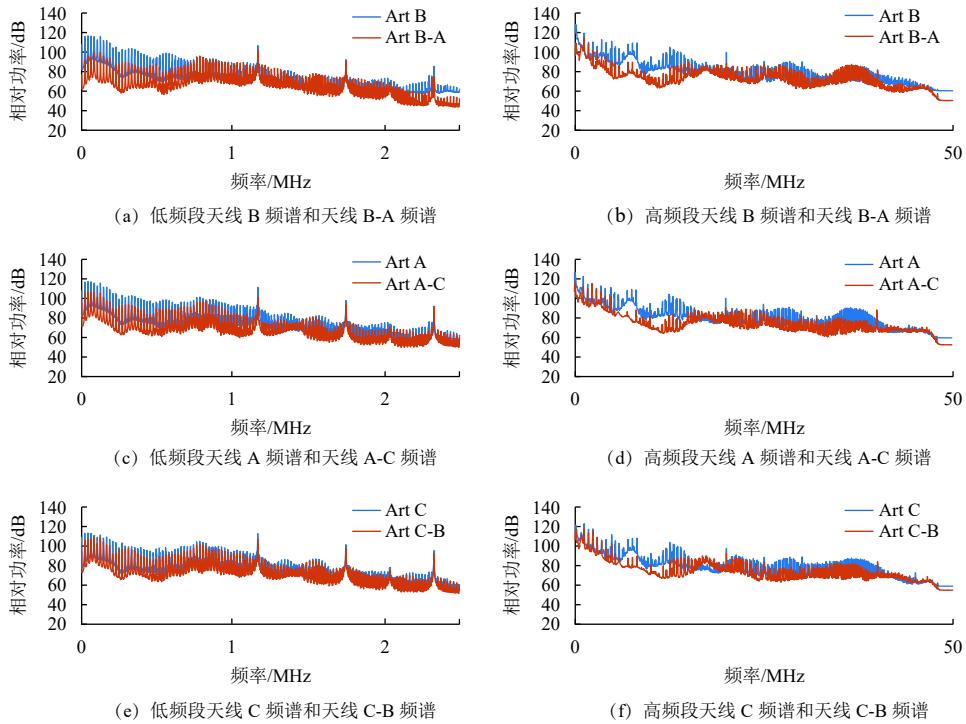 140
120
100
80
60
40
20
相对功率/dB
0
1
2
频率/MHz
Art B
Art B-A
（a）低频段天线 B 频谱和天线 B-A 频谱
140
120
100
80
60
40
20
相对功率/dB
0
50
频率/MHz
Art B
Art B-A
（b）高频段天线 B 频谱和天线 B-A 频谱
140
120
100
80
60
40
20
相对功率/dB
0
1
2
频率/MHz
Art A
Art A-C
（c）低频段天线 A 频谱和天线 A-C 频谱
140
120
100
80
60
40
20
相对功率/dB
0
50
频率/MHz
Art A
Art A-C
（d）高频段天线 A 频谱和天线 A-C 频谱
140
120
100
80
60
40
20
相对功率/dB
0
1
2
频率/MHz
Art C
Art C-B
（e）低频段天线 C 频谱和天线 C-B 频谱
140
120
100
80
60
40
20
相对功率/dB
0
50
频率/MHz
Art C
Art C-B
（f）高频段天线 C 频谱和天线 C-B 频谱